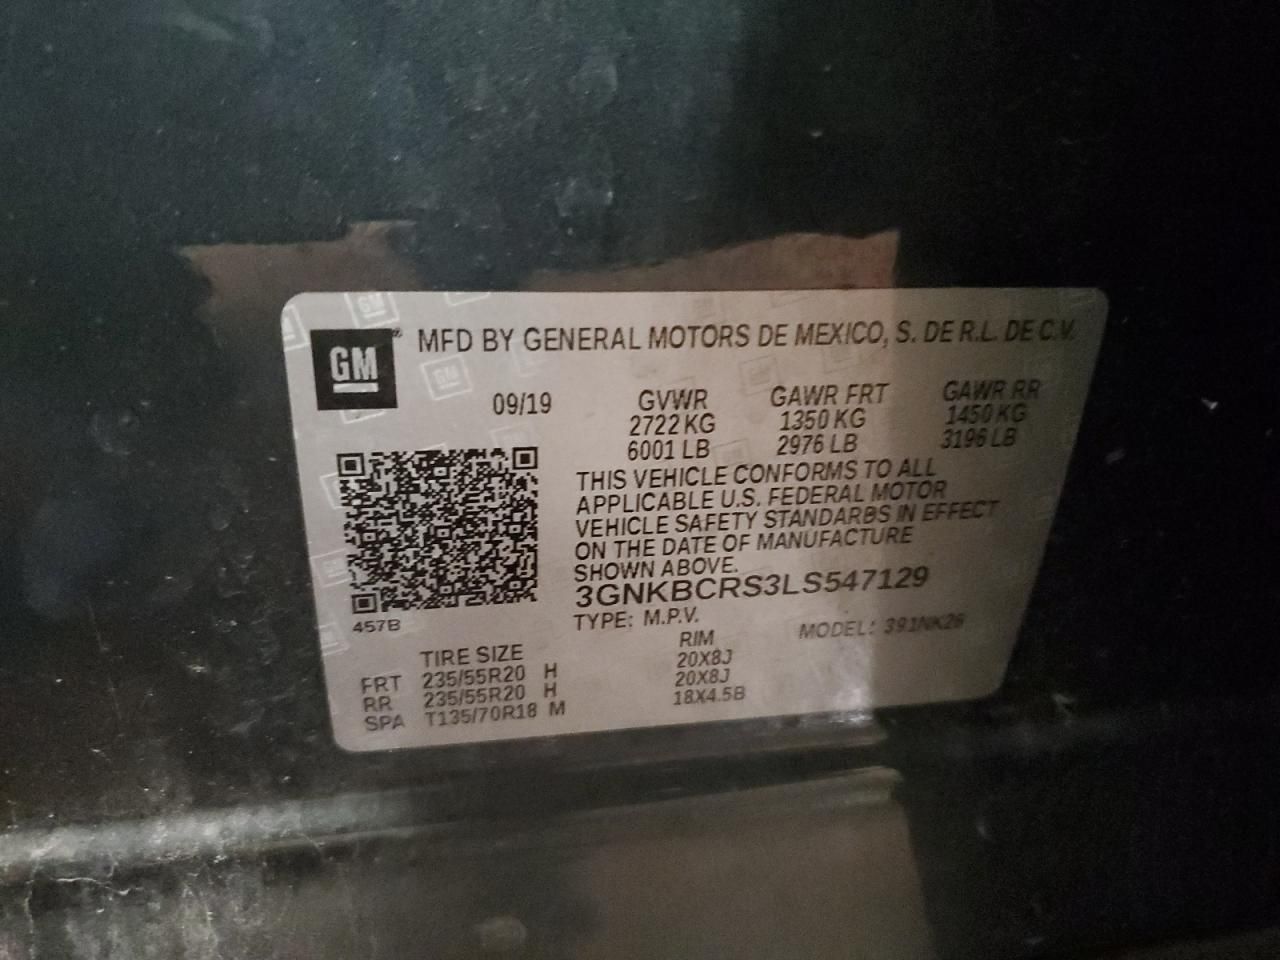 GM® MFD BY GENERAL MOTORS DE MEXICO, S. DE R.L. DE C.V.
09/19 GVWR GAWR FRT GAWR RR
2722 KG 1350 KG 1450 KG
6001 LB 2976 LB 3196 LB
THIS VEHICLE CONFORMS TO ALL
APPLICABLE U.S. FEDERAL MOTOR
VEHICLE SAFETY STANDARDS IN EFFECT
ON THE DATE OF MANUFACTURE
SHOWN ABOVE.
3GNKBCRS3LS547129
457B TYPE: M.P.V. MODEL: 391NK26
TIRE SIZE RIM
FRT 235/55R20 H 20X8J
RR 235/55R20 H 20X8J
SPA T135/70R18 M 18X4.5B